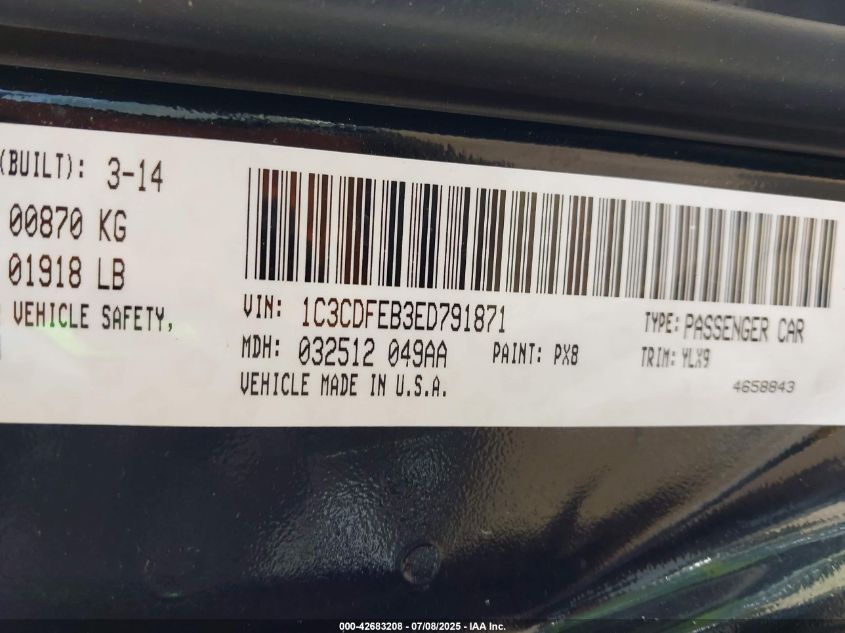 (BUILT): 3-14
00870 KG
01918 LB
VEHICLE SAFETY,
VIN: 1C3CDFEB3ED791871
TYPE: PASSENGER CAR
MDH: 032512 049AA
PAINT: PX8
TRIM: YLX9
VEHICLE MADE IN U.S.A.
4658843
000-42683208 - 07/08/2025 - IAA Inc.